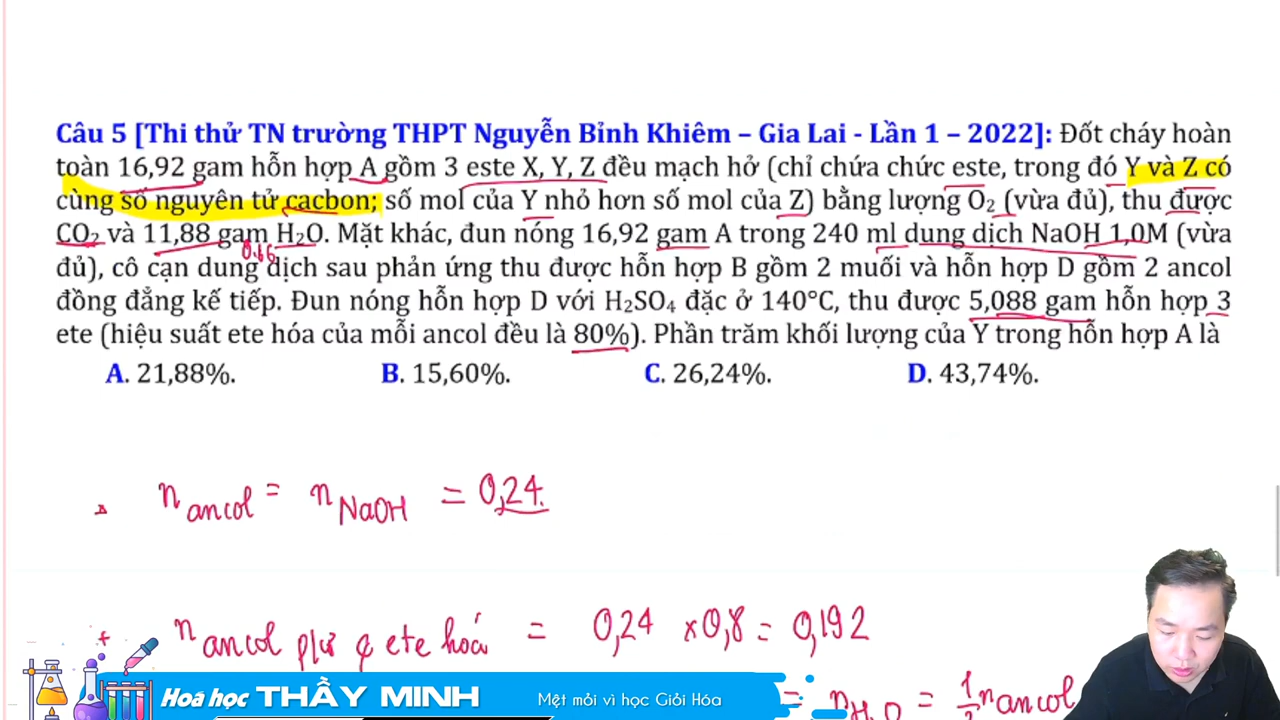 Câu 5 [Thi thử TN trường THPT Nguyễn Bỉnh Khiêm – Gia Lai - Lần 1 – 2022]: Đốt cháy hoàn
toàn 16,92 gam hỗn hợp A gồm 3 este X, Y, Z đều mạch hở (chỉ chứa chức este, trong đó Y và Z có
cùng số nguyên tử cacbon; số mol của Y nhỏ hơn số mol của Z) bằng lượng O₂ (vừa đủ), thu được
CO₂ và 11,88 gam H₂O. Mặt khác, đun nóng 16,92 gam A trong 240 ml dung dịch NaOH 1,0M (vừa
0,66
đủ), cô cạn dung dịch sau phản ứng thu được hỗn hợp B gồm 2 muối và hỗn hợp D gồm 2 ancol
đồng đẳng kế tiếp. Đun nóng hỗn hợp D với H₂SO₄ đặc ở 140°C, thu được 5,088 gam hỗn hợp 3
ete (hiệu suất ete hóa của mỗi ancol đều là 80%). Phần trăm khối lượng của Y trong hỗn hợp A là
A. 21,88%. B. 15,60%. C. 26,24%. D. 43,74%.
n ancol = n NaOH = 0,24.
+ n ancol pứ ete hoá = 0,24 x 0,8 = 0,192
= n H₂O = 1/2 n ancol
Hoá học THẦY MINH Mệt mỏi vì học Giỏi Hóa